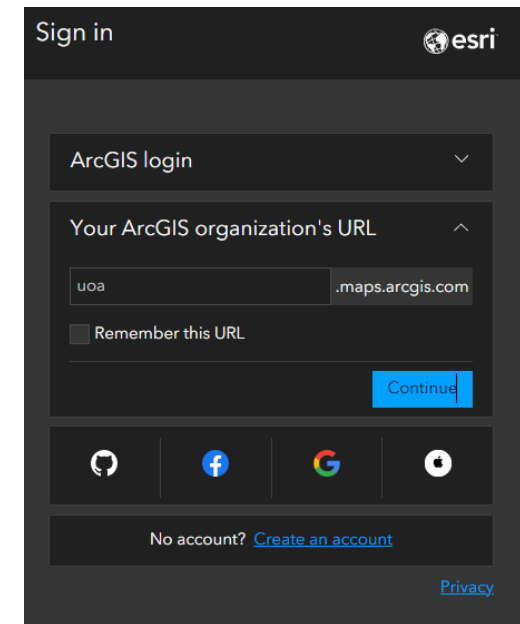 Sign in
esri
ArcGIS login
Your ArcGIS organization's URL
uoa .maps.arcgis.com
Remember this URL
Continue
No account? Create an account
Privacy